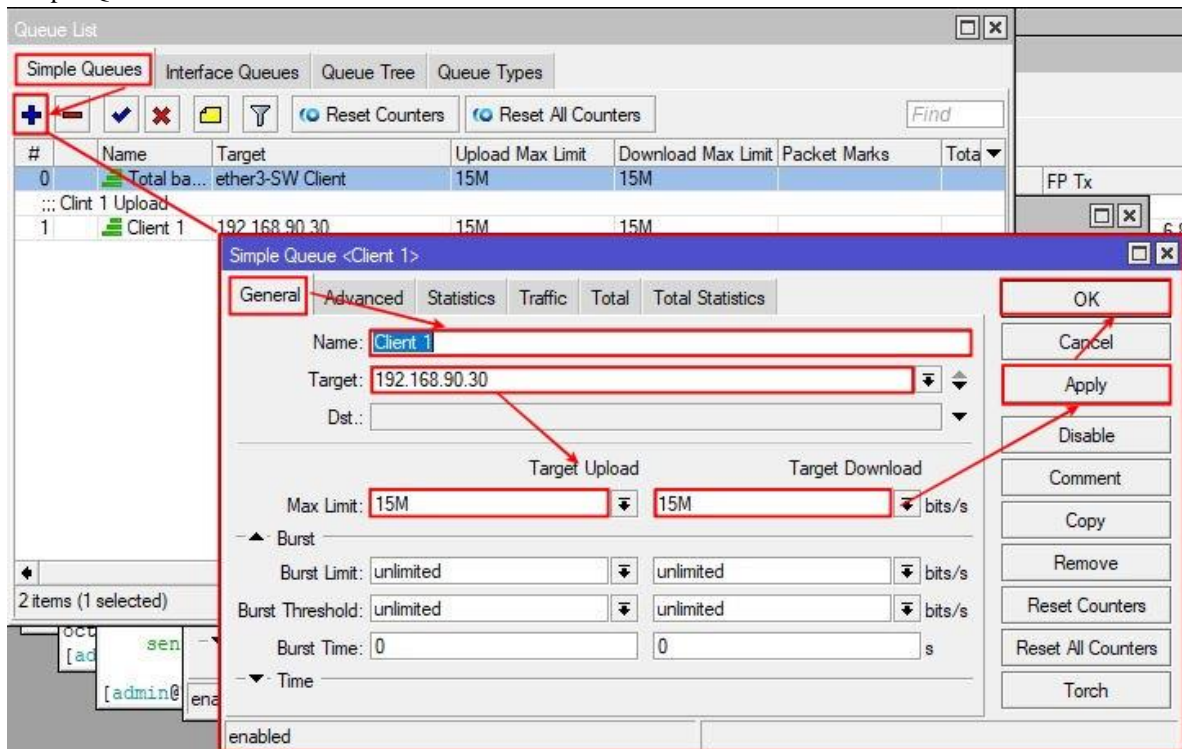 Queue List
Simple Queues Interface Queues Queue Tree Queue Types
Reset Counters Reset All Counters Find
# Name Target Upload Max Limit Download Max Limit Packet Marks Tota
0 Total ba... ether3-SW Client 15M 15M
FP Tx
;;; Clint 1 Upload
1 Client 1 192.168.90.30 15M 15M
Simple Queue <Client 1>
General Advanced Statistics Traffic Total Total Statistics
OK
Name: Client 1
Cancel
Target: 192.168.90.30
Apply
Dst.:
Disable
Target Upload Target Download
Comment
Max Limit: 15M 15M bits/s
Copy
Burst
Burst Limit: unlimited unlimited bits/s
Remove
2 items (1 selected)
Burst Threshold: unlimited unlimited bits/s
Reset Counters
Burst Time: 0 0 s
Reset All Counters
Time
Torch
oct
sen
[ad
[admin@
ena
enabled